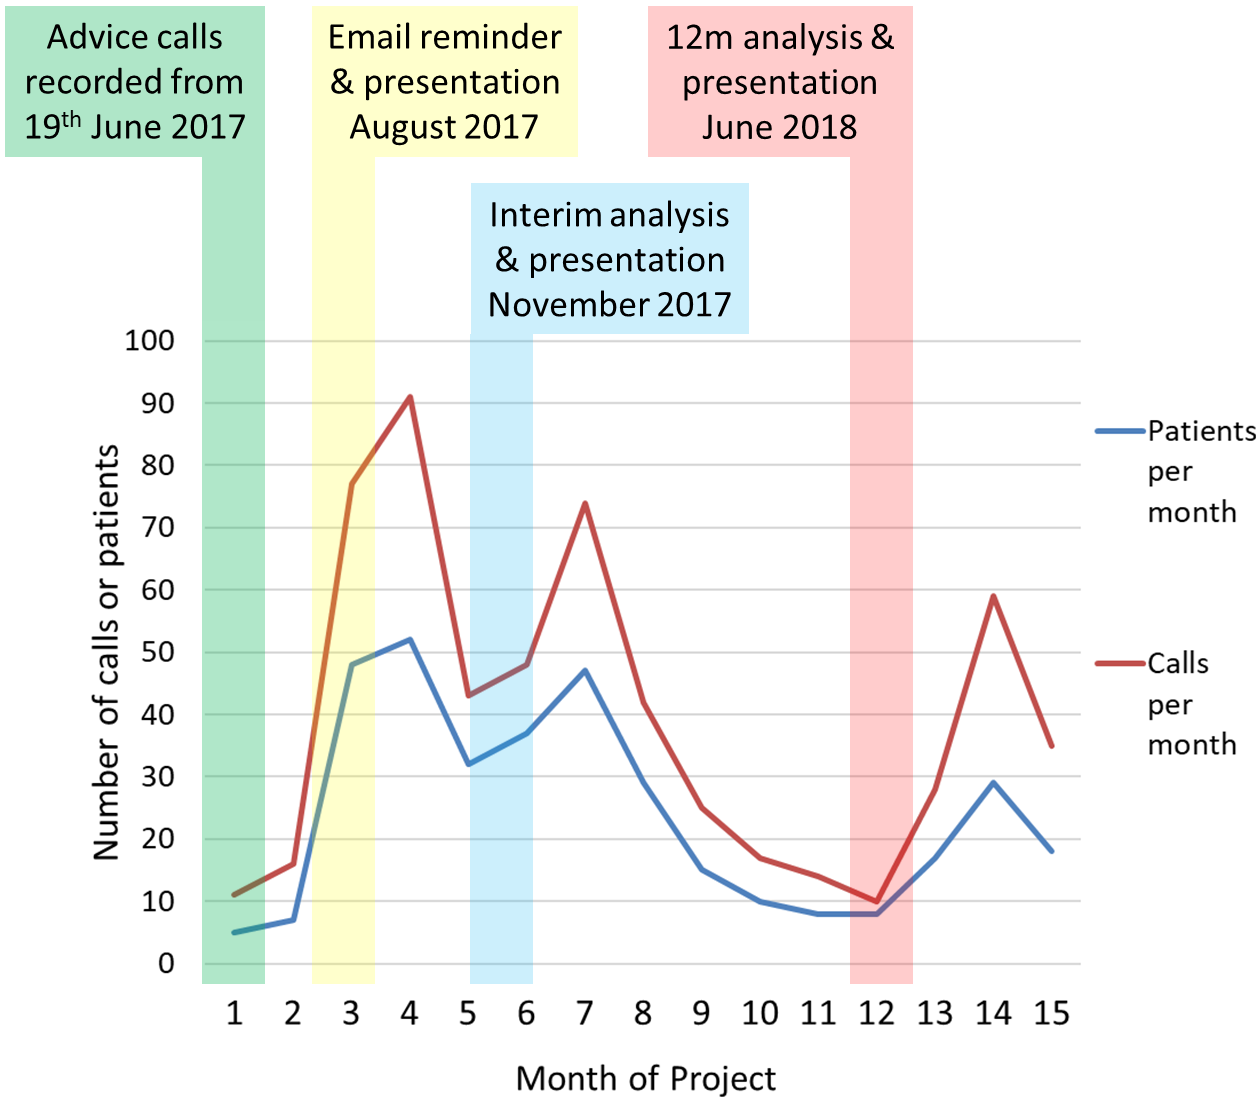 Advice calls
recorded from
19th June 2017
Email reminder
& presentation
August 2017
12m analysis &
presentation
June 2018
Interim analysis
& presentation
November 2017
100
90
80
70
60
50
40
30
20
10
0
Number of calls or patients
1 2 3 4 5 6 7 8 9 10 11 12 13 14 15
Month of Project
Patients
per
month
Calls
per
month